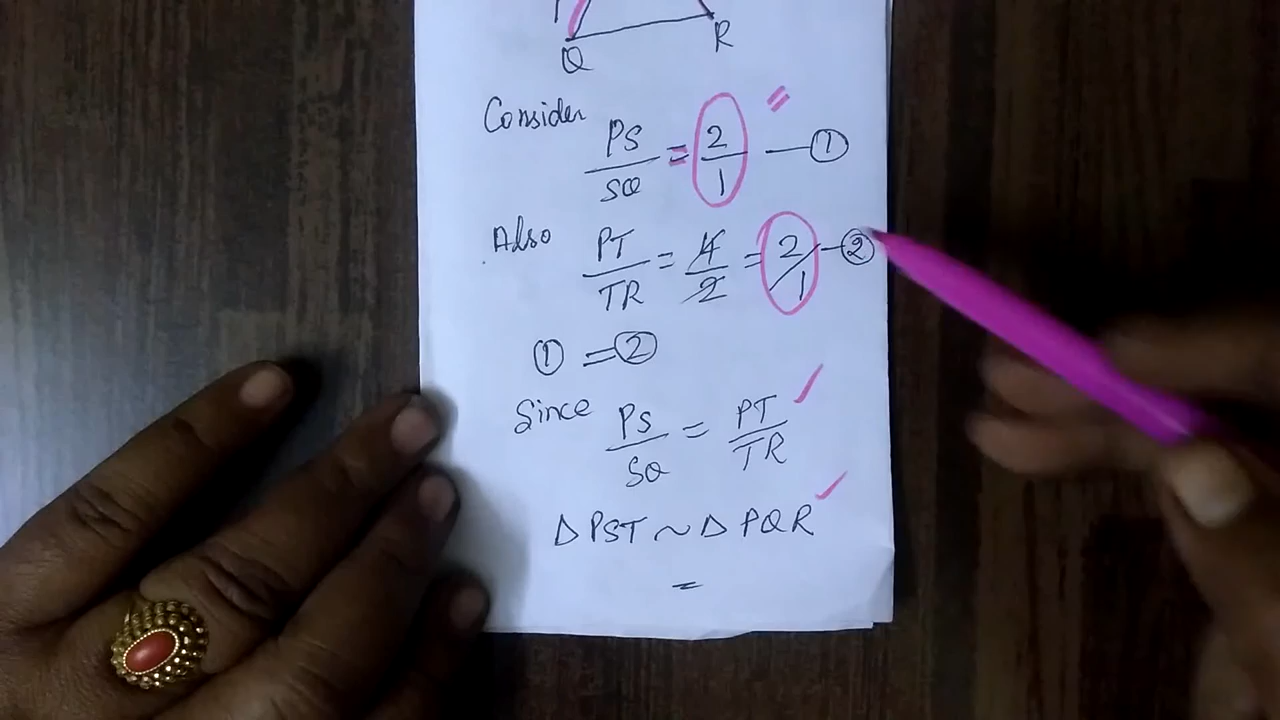 Q R
Consider PS/SQ = 2/1 — ①
Also PT/TR = 4/2 = 2/1 — ②
① = ②
Since PS/SQ = PT/TR
Δ PST ~ Δ PQR